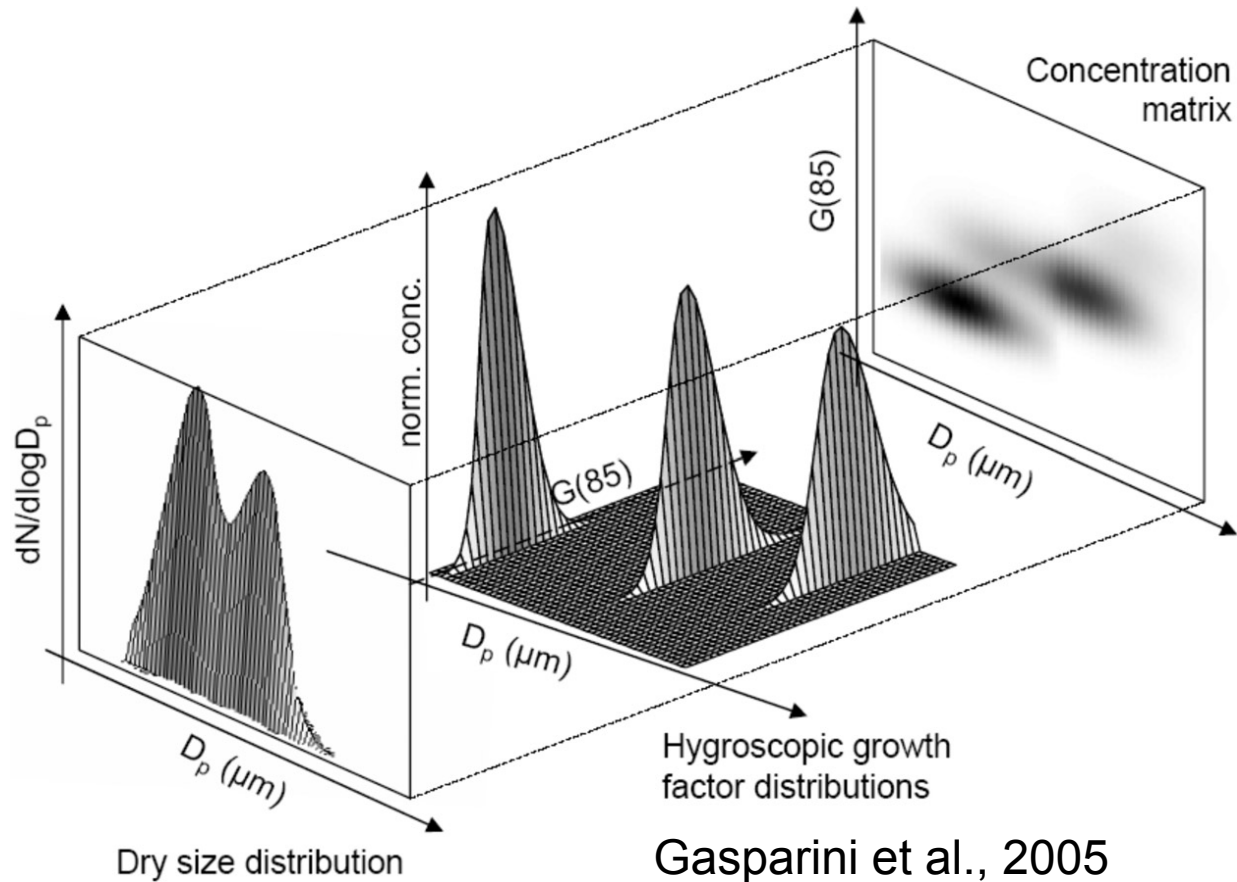 Concentration
matrix
G(85)
norm. conc.
G(85)
Dₚ (μm)
dN/dlogDₚ
Dₚ (μm)
Dₚ (μm)
Hygroscopic growth
factor distributions
Dry size distribution
Gasparini et al., 2005